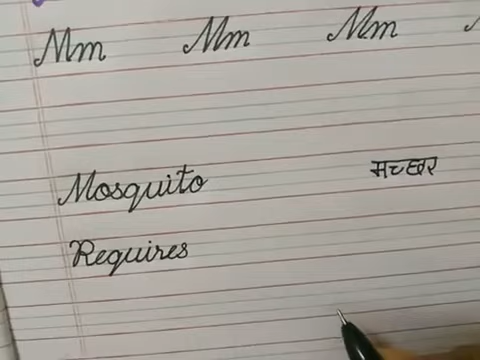 Mm Mm Mm
Mosquito मच्छर
Requires